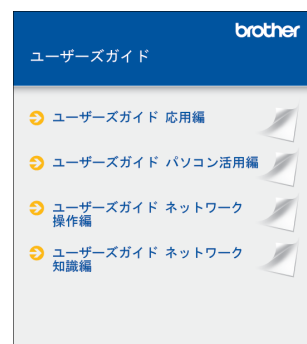 brother
ユーザーズガイド
ユーザーズガイド 応用編
ユーザーズガイド パソコン活用編
ユーザーズガイド ネットワーク
操作編
ユーザーズガイド ネットワーク
知識編